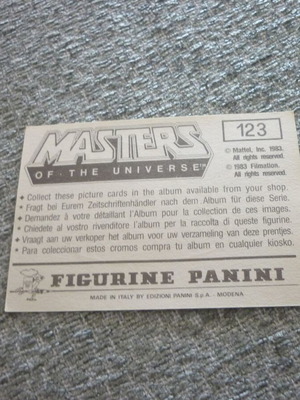 MASTERS
OF THE UNIVERSE™
123
© Mattel, Inc. 1983.
All rights reserved.
© 1983 Filmation.
All rights reserved.
• Collect these picture cards in the album available from your shop.
• Fragt bei Eurem Zeitschriftenhändler nach dem Album für diese Serie.
• Demandez à votre détaillant l'Album pour la collection de ces images.
• Chiedete al vostro rivenditore l'album per la raccolta di queste figurine.
• Vraagt aan uw verkoper het album voor uw verzameling van deze prentjes.
• Para coleccionar estos cromos compra tu album en cualquier kiosko.
FIGURINE PANINI
MADE IN ITALY BY EDIZIONI PANINI S.p.A. - MODENA